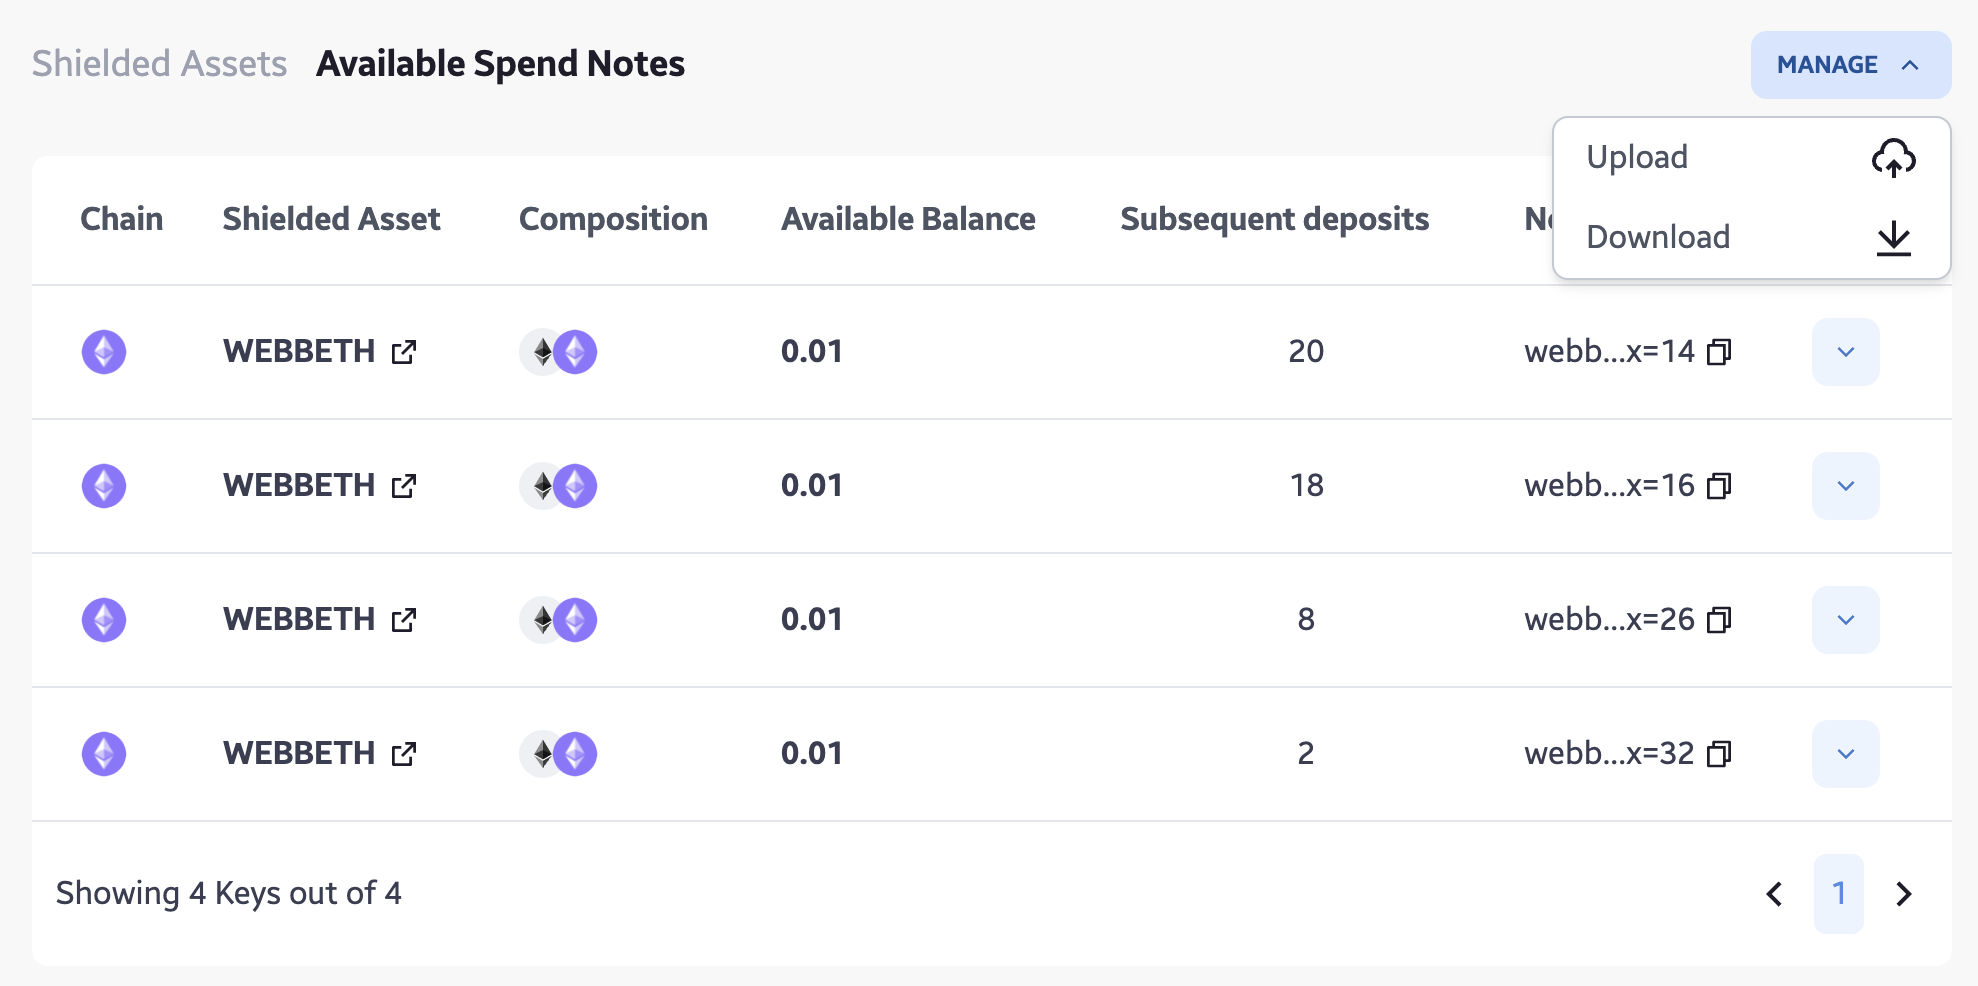 Shielded Assets Available Spend Notes MANAGE
Upload
Download
Chain Shielded Asset Composition Available Balance Subsequent deposits
WEBBETH 0.01 20 webb...x=14
WEBBETH 0.01 18 webb...x=16
WEBBETH 0.01 8 webb...x=26
WEBBETH 0.01 2 webb...x=32
Showing 4 Keys out of 4 1